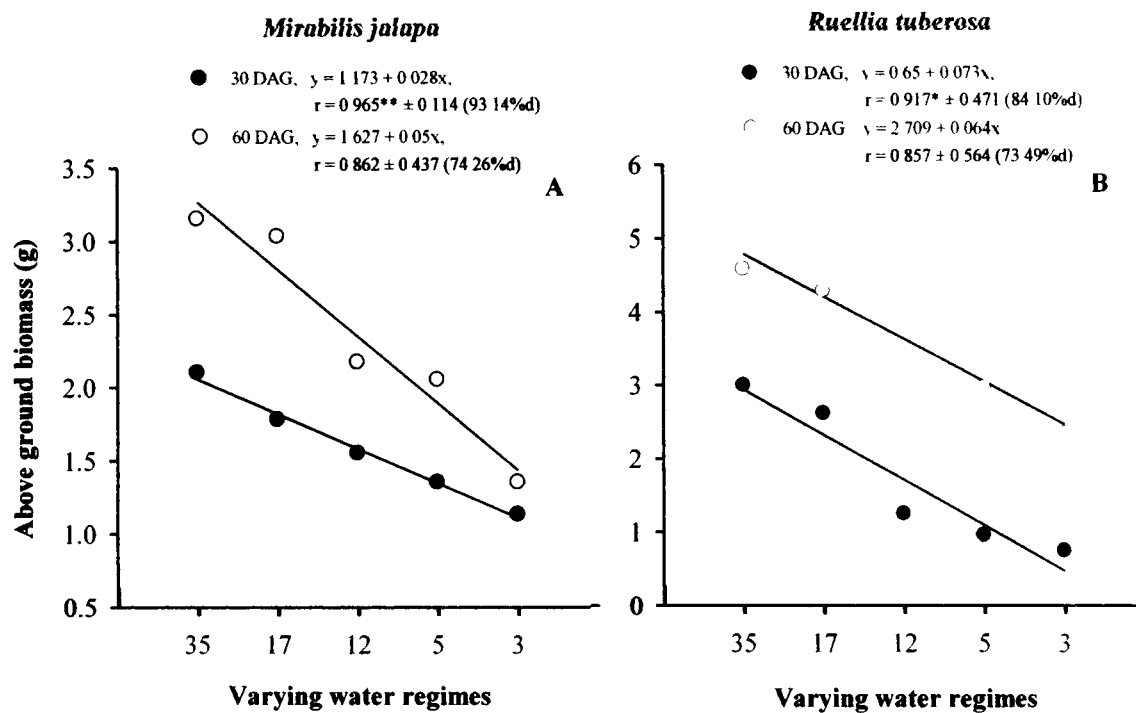 Mirabilis jalapa
30 DAG, y = 1 173 + 0 028x,
r = 0 965** ± 0 114 (93 14%d)
60 DAG, y = 1 627 + 0 05x,
r = 0 862 ± 0 437 (74 26%d)
A
3.5
3.0
2.5
2.0
1.5
1.0
0.5
Above ground biomass (g)
35 17 12 5 3
Varying water regimes
Ruellia tuberosa
30 DAG, y = 0 65 + 0 073x,
r = 0 917* ± 0 471 (84 10%d)
60 DAG y = 2 709 + 0 064x
r = 0 857 ± 0 564 (73 49%d)
B
6
5
4
3
2
1
0
35 17 12 5 3
Varying water regimes